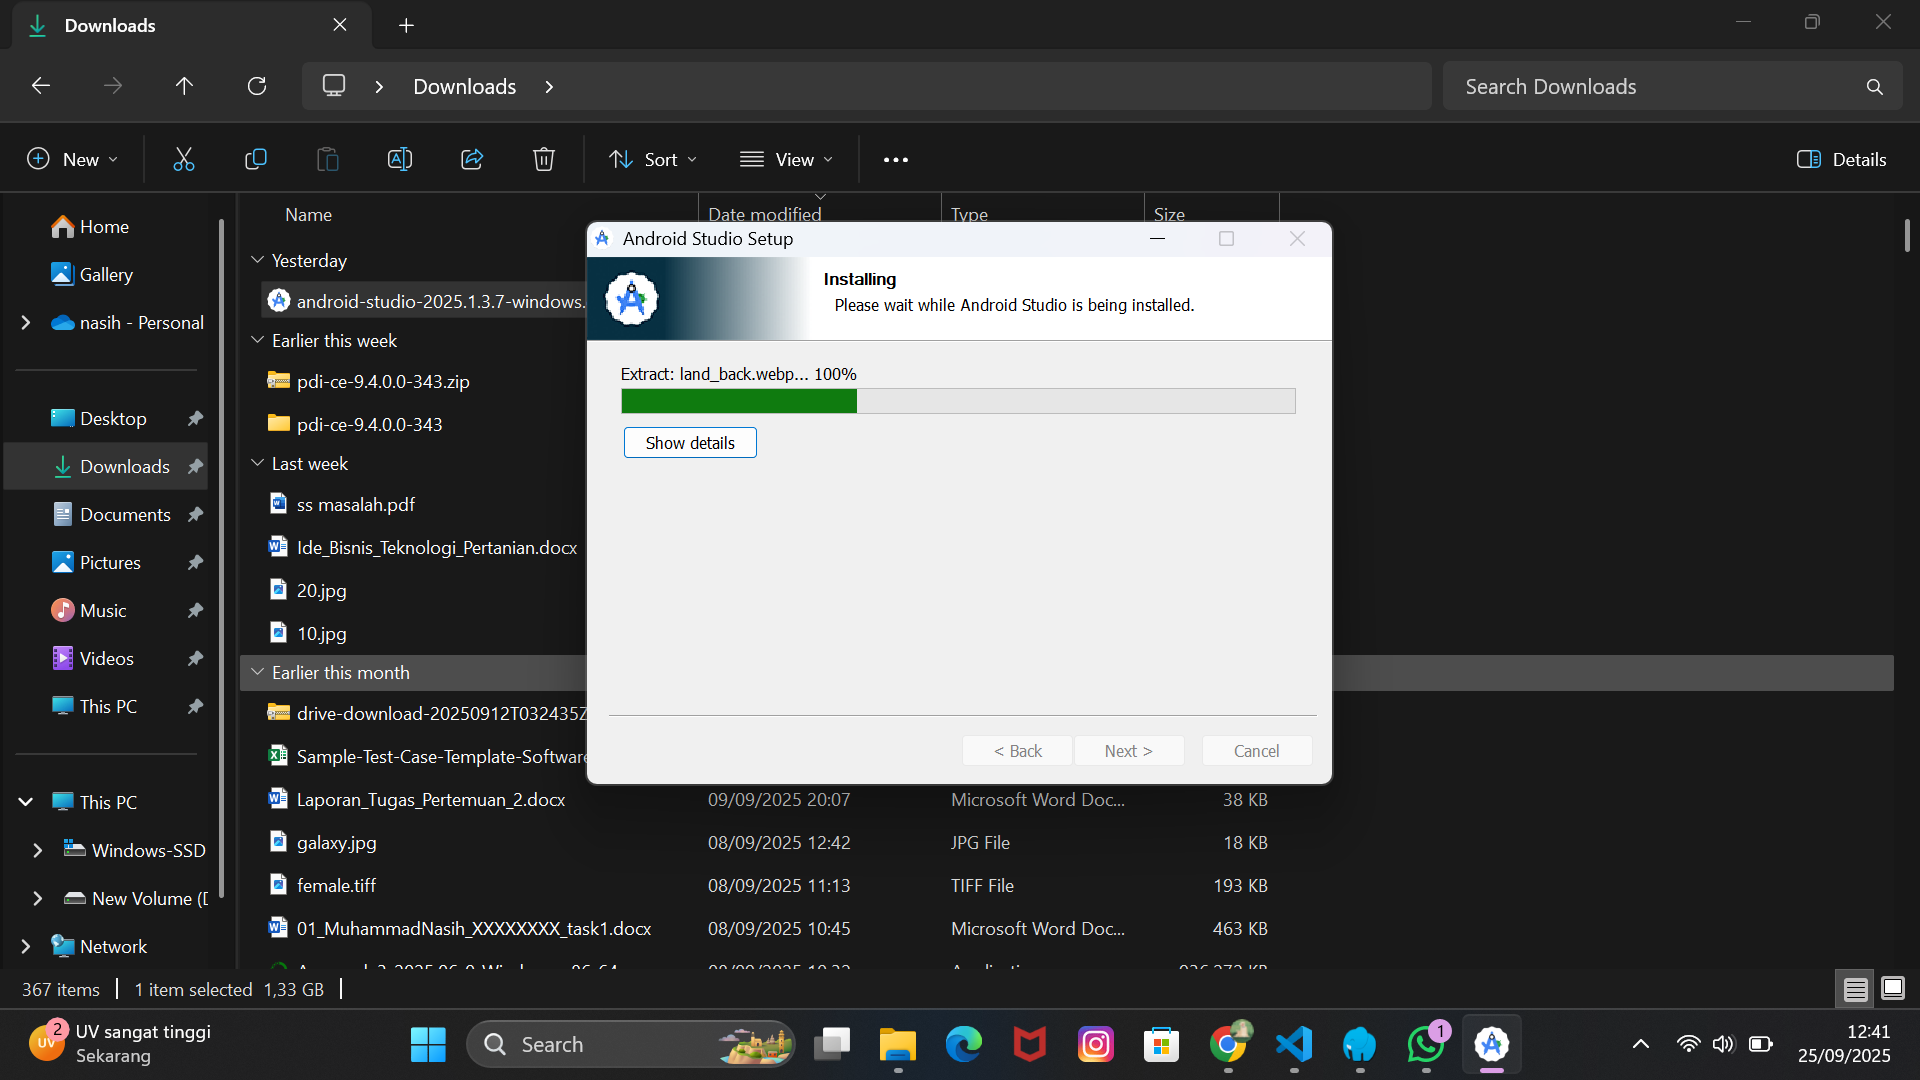 Downloads
Downloads
Search Downloads
New
Sort
View
Details
Name
Date modified
Type
Size
Home
Gallery
nasih - Personal
Desktop
Downloads
Documents
Pictures
Music
Videos
This PC
This PC
Windows-SSD
New Volume (D
Network
Yesterday
android-studio-2025.1.3.7-windows.
Earlier this week
pdi-ce-9.4.0.0-343.zip
pdi-ce-9.4.0.0-343
Last week
ss masalah.pdf
Ide_Bisnis_Teknologi_Pertanian.docx
20.jpg
10.jpg
Earlier this month
drive-download-20250912T032435Z
Sample-Test-Case-Template-Software
Laporan_Tugas_Pertemuan_2.docx 09/09/2025 20:07 Microsoft Word Doc... 38 KB
galaxy.jpg 08/09/2025 12:42 JPG File 18 KB
female.tiff 08/09/2025 11:13 TIFF File 193 KB
01_MuhammadNasih_XXXXXXXX_task1.docx 08/09/2025 10:45 Microsoft Word Doc... 463 KB
Android Studio Setup
Installing
Please wait while Android Studio is being installed.
Extract: land_back.webp... 100%
Show details
< Back
Next >
Cancel
367 items
1 item selected 1,33 GB
UV
2
UV sangat tinggi
Sekarang
Search
1
12:41
25/09/2025